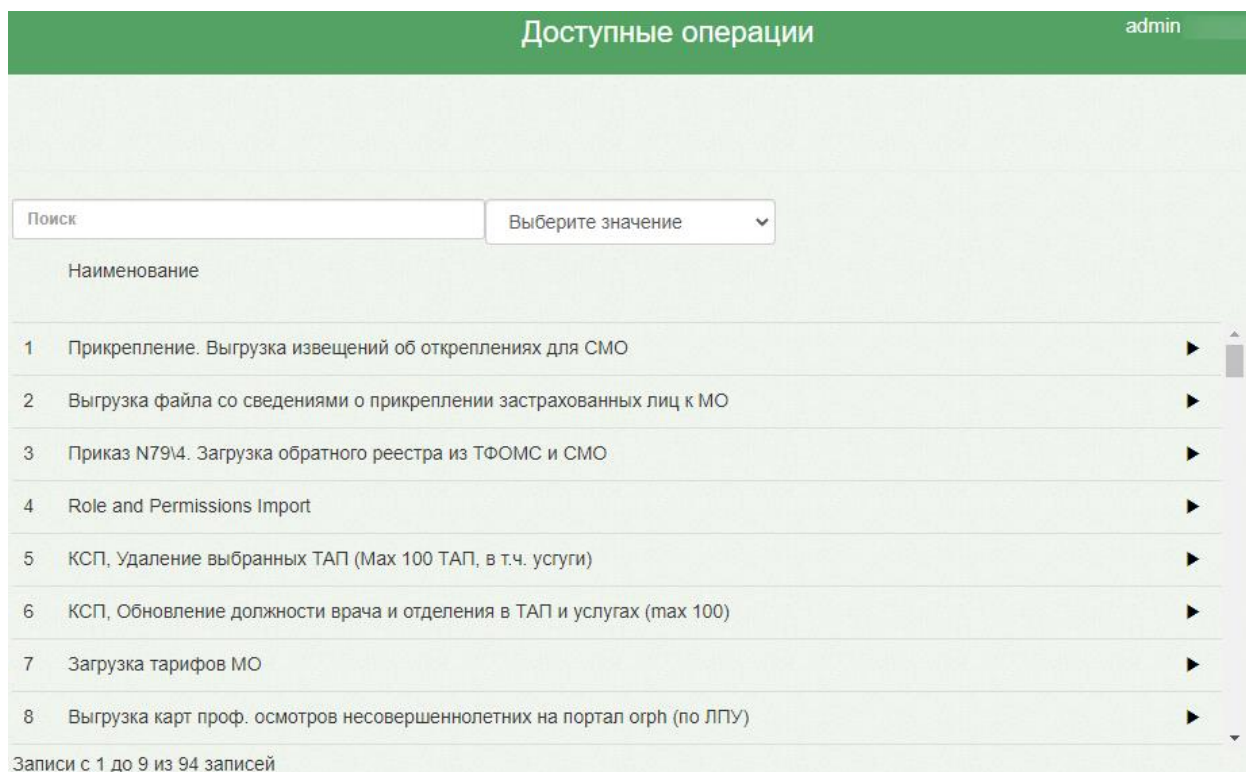 Доступные операции
admin
Поиск
Выберите значение
Наименование
1 Прикрепление. Выгрузка извещений об откреплениях для СМО
2 Выгрузка файла со сведениями о прикреплении застрахованных лиц к МО
3 Приказ N79\4. Загрузка обратного реестра из ТФОМС и СМО
4 Role and Permissions Import
5 КСП, Удаление выбранных ТАП (Max 100 ТАП, в т.ч. усгуги)
6 КСП, Обновление должности врача и отделения в ТАП и услугах (max 100)
7 Загрузка тарифов МО
8 Выгрузка карт проф. осмотров несовершеннолетних на портал orph (по ЛПУ)
Записи с 1 до 9 из 94 записей